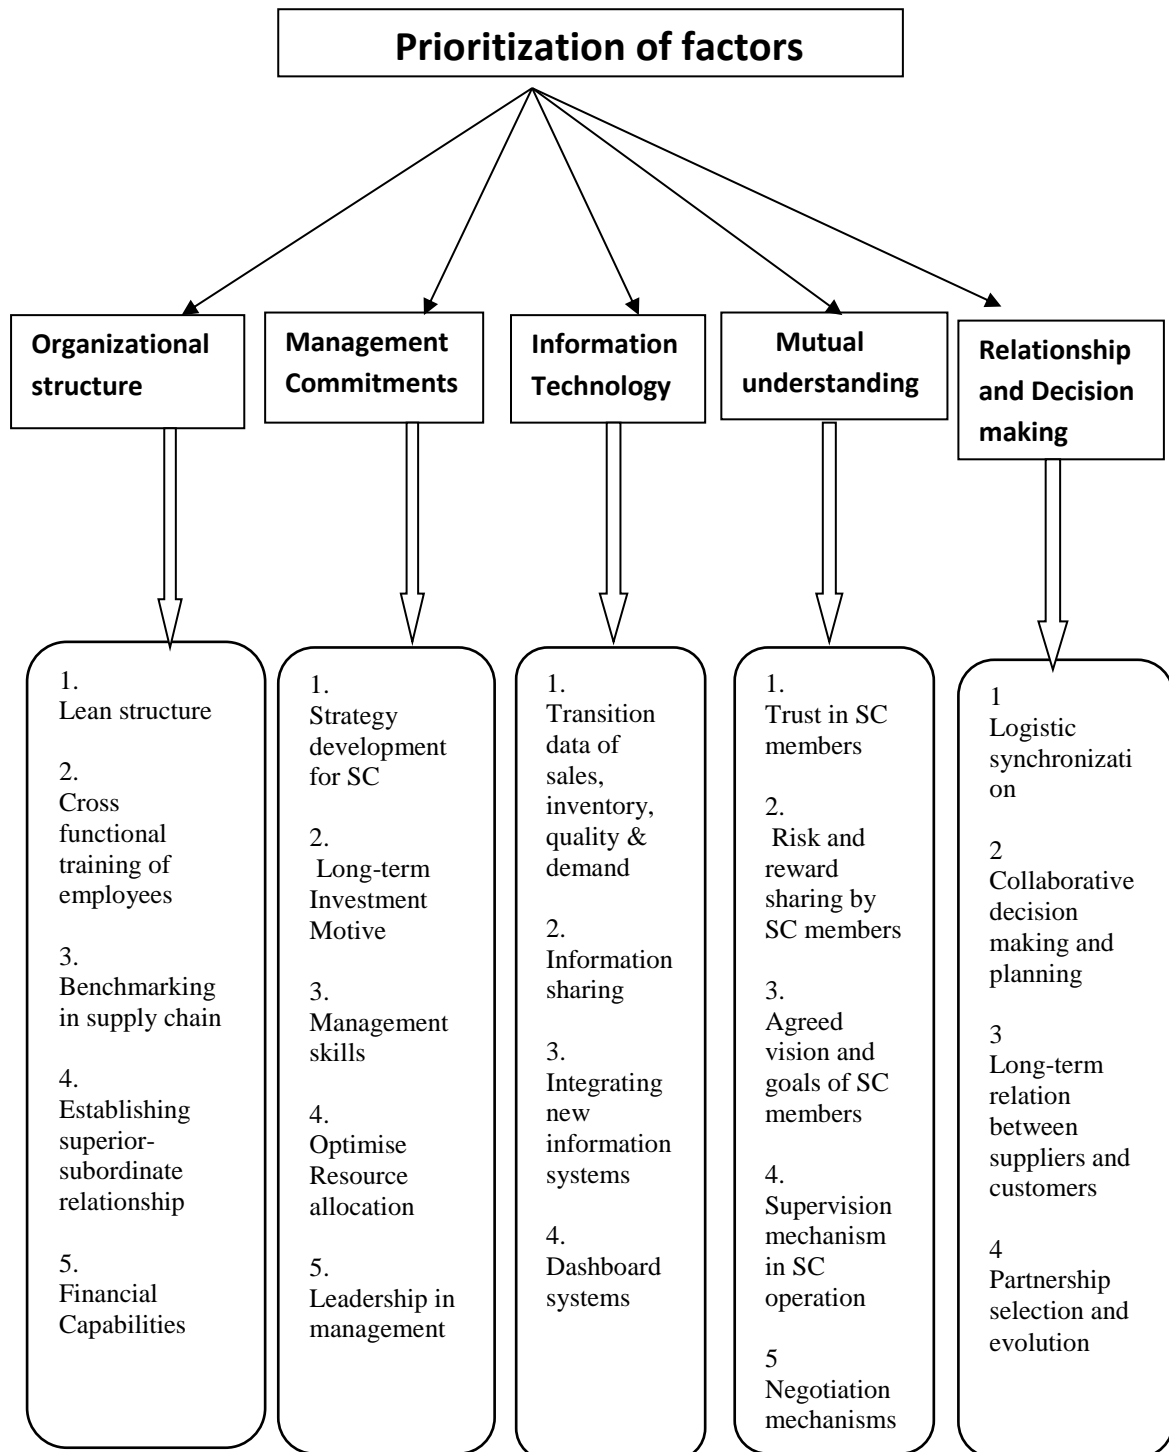 Prioritization of factors
Organizational
structure
Management
Commitments
Information
Technology
Mutual
understanding
Relationship
and Decision
making
1.
Lean structure
2.
Cross
functional
training of
employees
3.
Benchmarking
in supply chain
4.
Establishing
superior-
subordinate
relationship
5.
Financial
Capabilities
1.
Strategy
development
for SC
2.
Long-term
Investment
Motive
3.
Management
skills
4.
Optimise
Resource
allocation
5.
Leadership in
management
1.
Transition
data of
sales,
inventory,
quality &
demand
2.
Information
sharing
3.
Integrating
new
information
systems
4.
Dashboard
systems
1.
Trust in SC
members
2.
Risk and
reward
sharing by
SC members
3.
Agreed
vision and
goals of SC
members
4.
Supervision
mechanism
in SC
operation
5
Negotiation
mechanisms
1
Logistic
synchronizati
on
2
Collaborative
decision
making and
planning
3
Long-term
relation
between
suppliers and
customers
4
Partnership
selection and
evolution